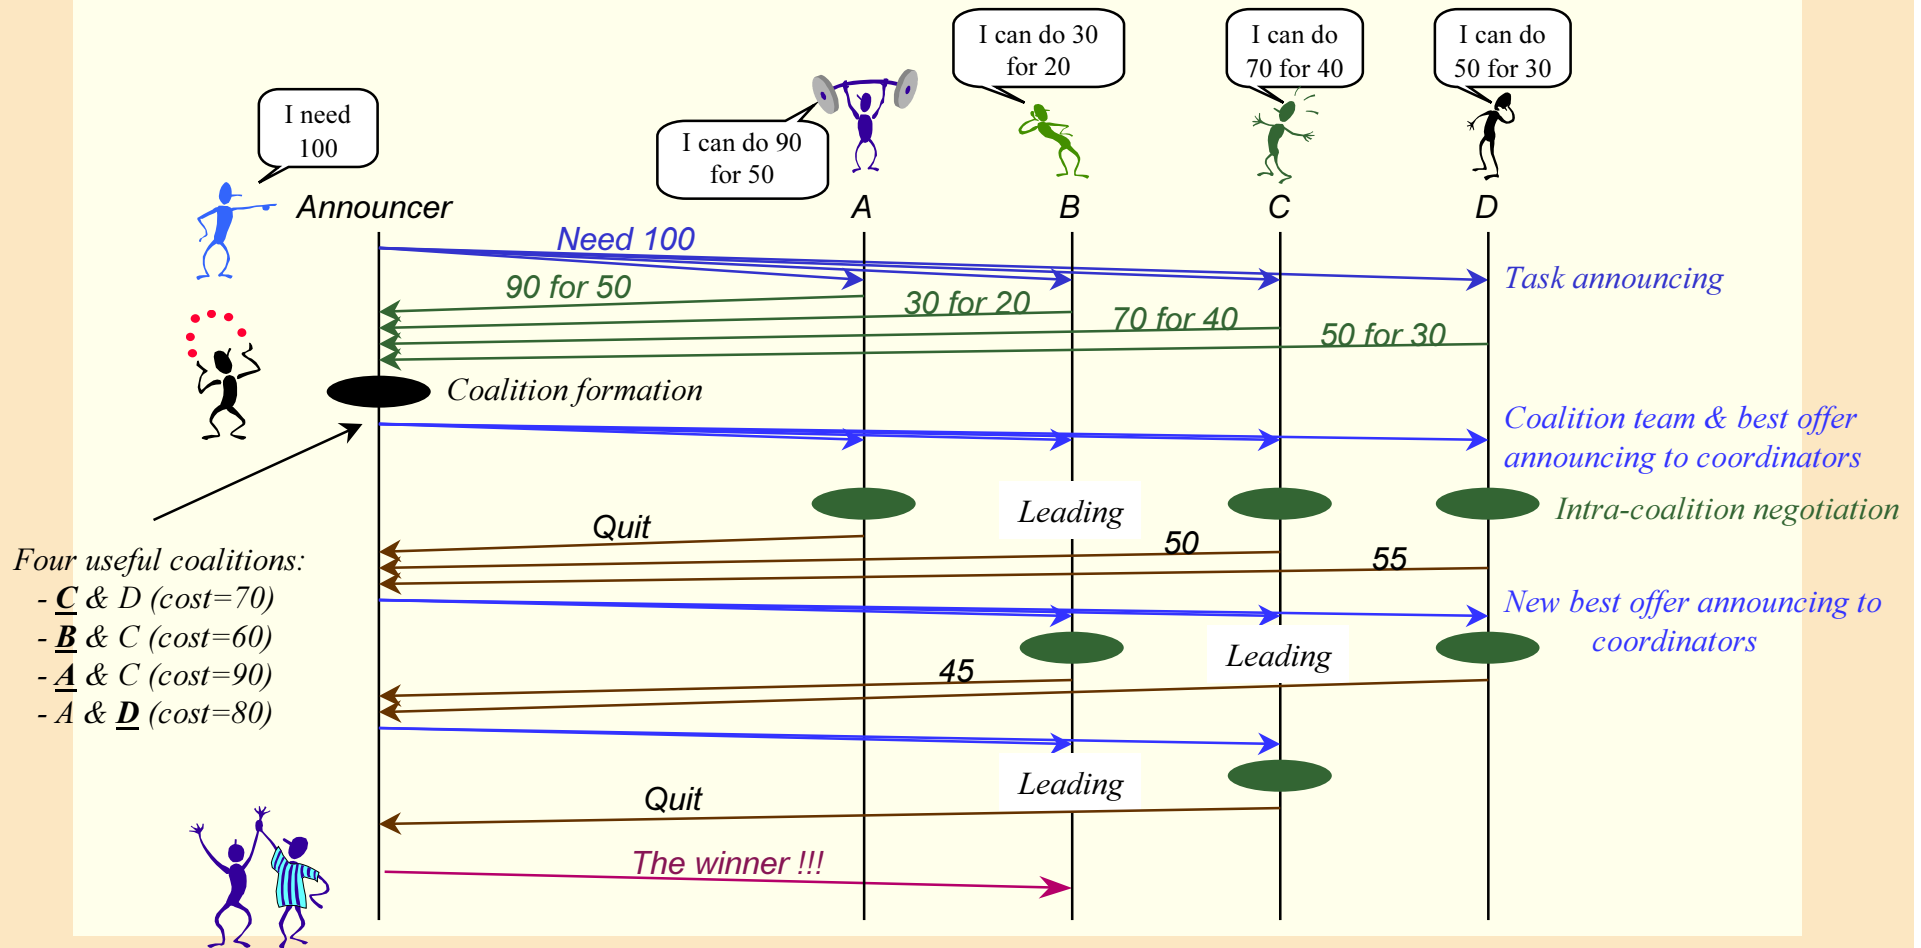 I can do 30
for 20
I can do
70 for 40
I can do
50 for 30
I need
100
I can do 90
for 50
Announcer
A
B
C
D
Need 100
Task announcing
90 for 50
30 for 20
70 for 40
50 for 30
Coalition formation
Coalition team & best offer
announcing to coordinators
Leading
Intra-coalition negotiation
Quit
50
55
Four useful coalitions:
- C & D (cost=70)
- B & C (cost=60)
- A & C (cost=90)
- A & D (cost=80)
New best offer announcing to
coordinators
Leading
45
Leading
Quit
The winner !!!